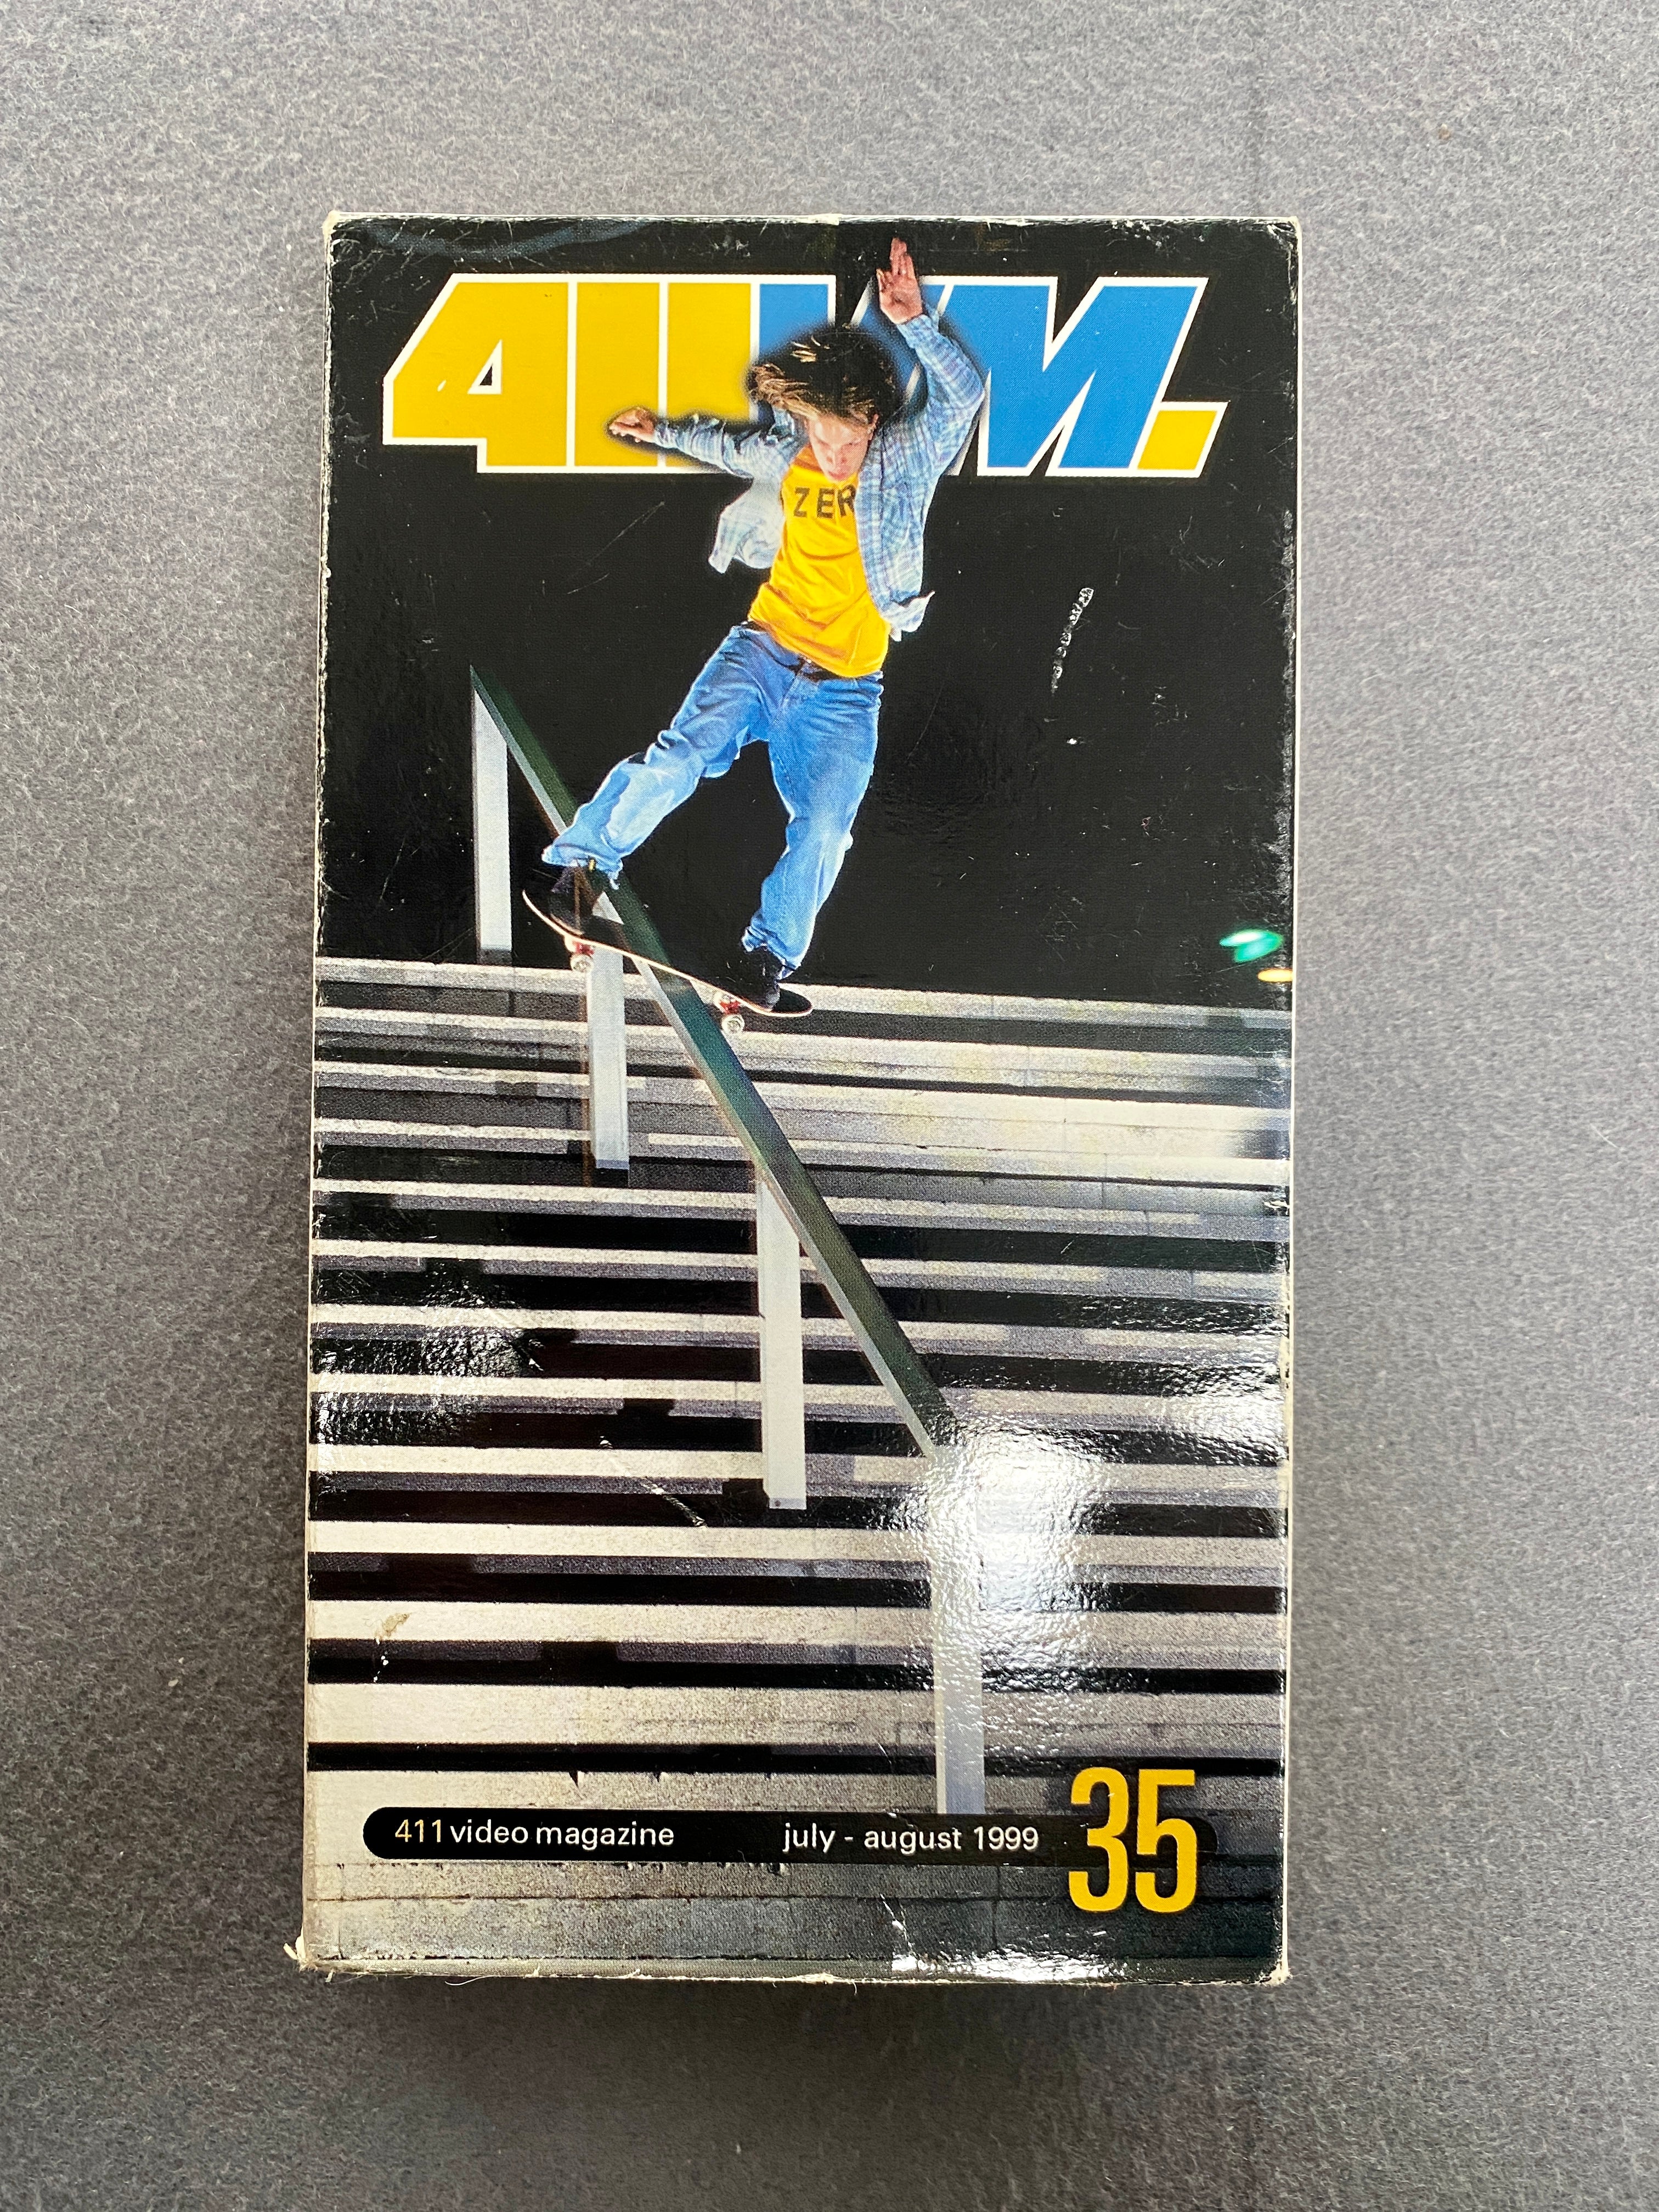 411VM.
ZER
411 video magazine july - august 1999 35